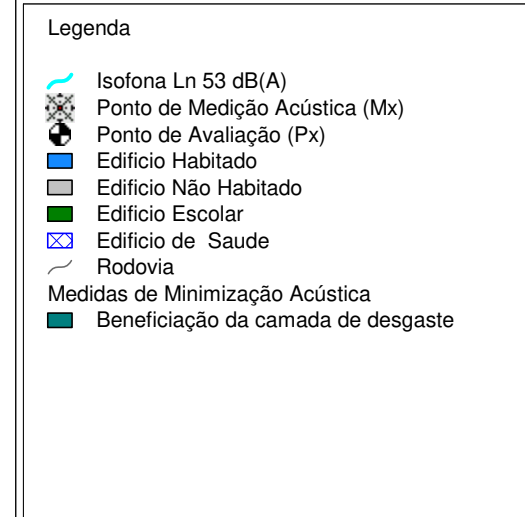 Legenda
Isofona Ln 53 dB(A)
Ponto de Medição Acústica (Mx)
Ponto de Avaliação (Px)
Edificio Habitado
Edificio Não Habitado
Edificio Escolar
Edificio de Saude
Rodovia
Medidas de Minimização Acústica
Beneficiação da camada de desgaste